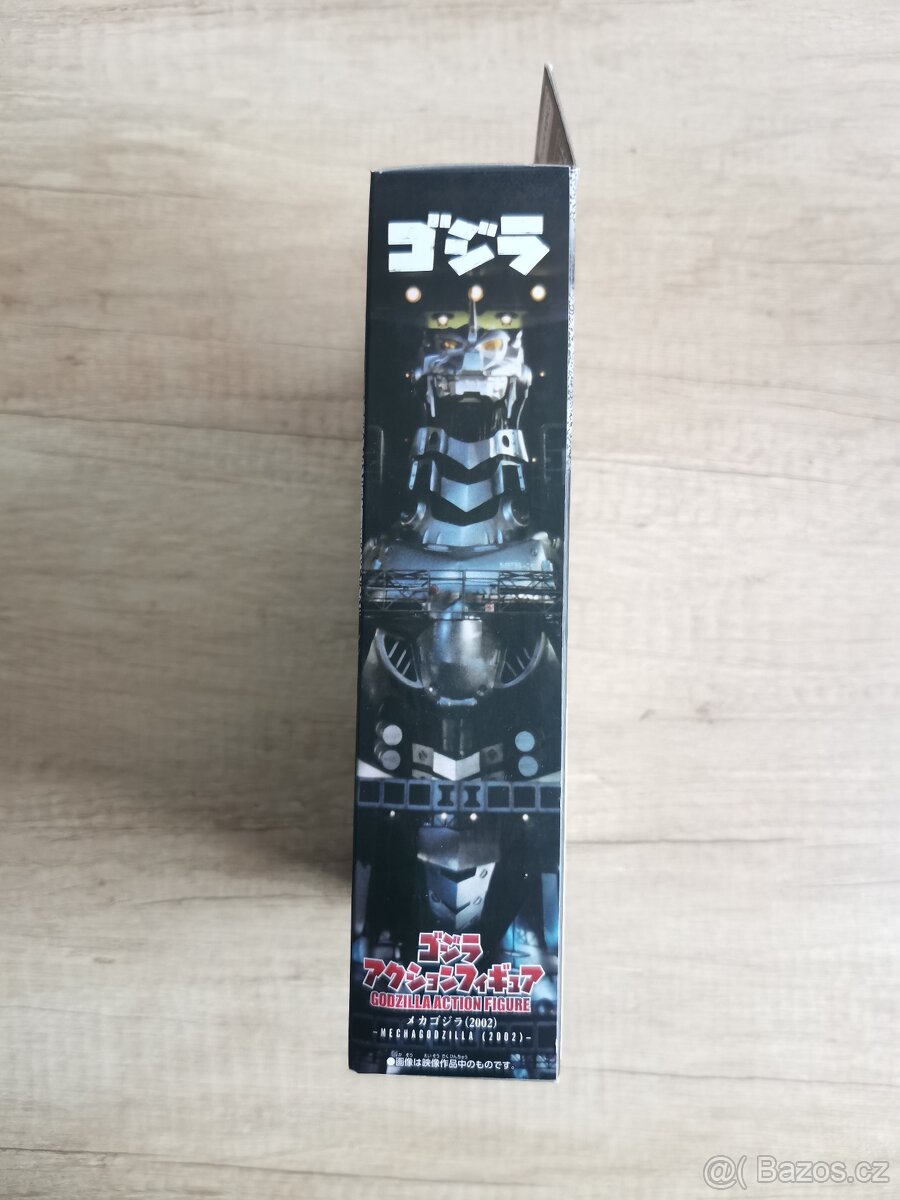 ゴジラ
ゴジラ
アクションフィギュア
GODZILLA ACTION FIGURE
メカゴジラ(2002)
-MECHAGODZILLA (2002)-
●画像は映像作品中のものです。
@( Bazos.cz